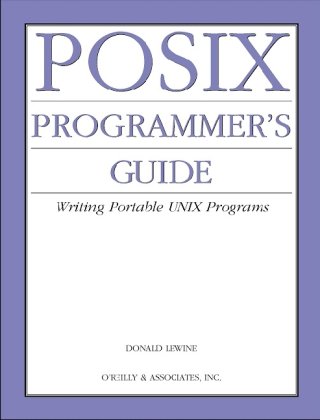 POSIX
PROGRAMMER'S
GUIDE
Writing Portable UNIX Programs
DONALD LEWINE
O'REILLY & ASSOCIATES, INC.